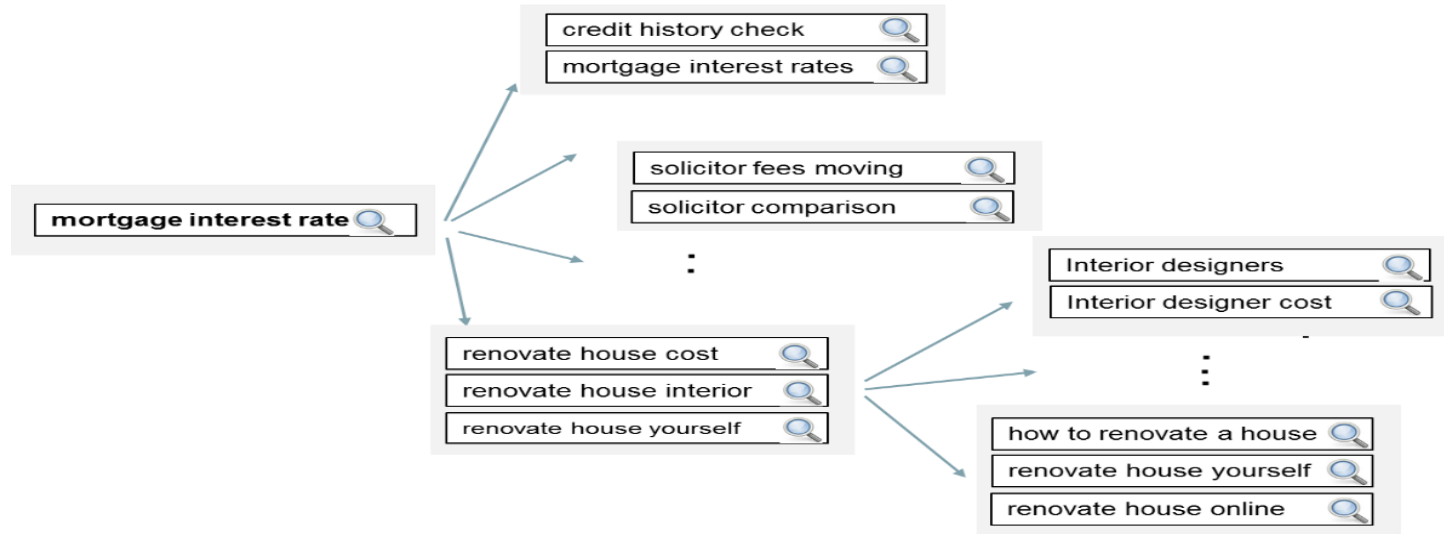 credit history check
mortgage interest rates
solicitor fees moving
solicitor comparison
mortgage interest rate
Interior designers
Interior designer cost
renovate house cost
renovate house interior
renovate house yourself
how to renovate a house
renovate house yourself
renovate house online